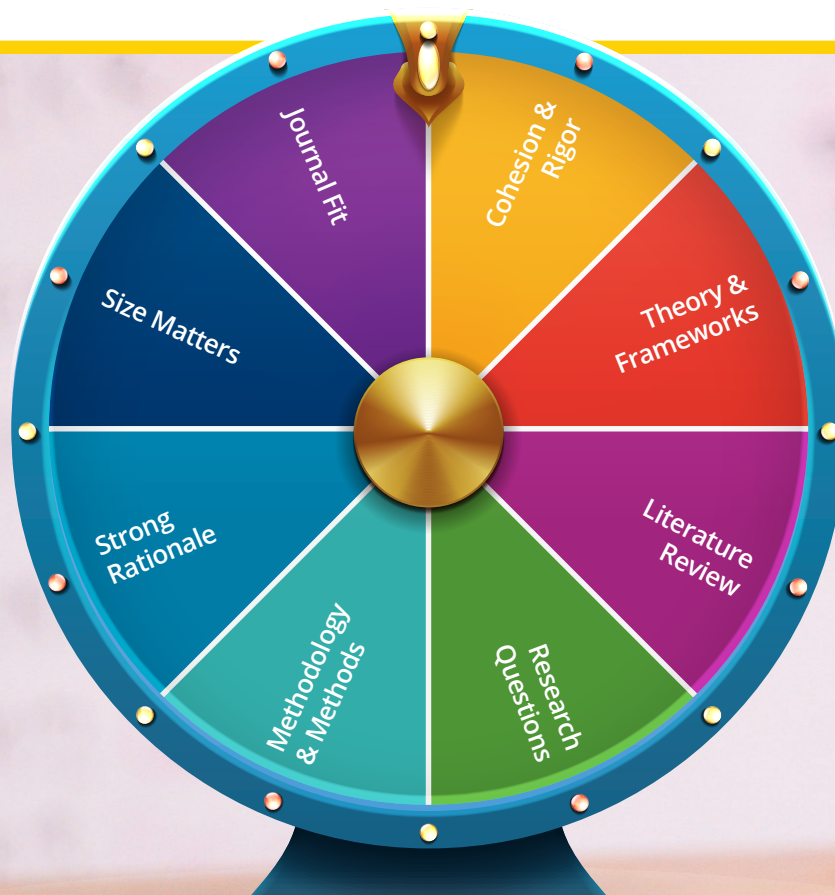 Cohesion &
Rigor
Theory &
Frameworks
Literature
Review
Research
Questions
Methodology
& Methods
Strong
Rationale
Size Matters
Journal Fit